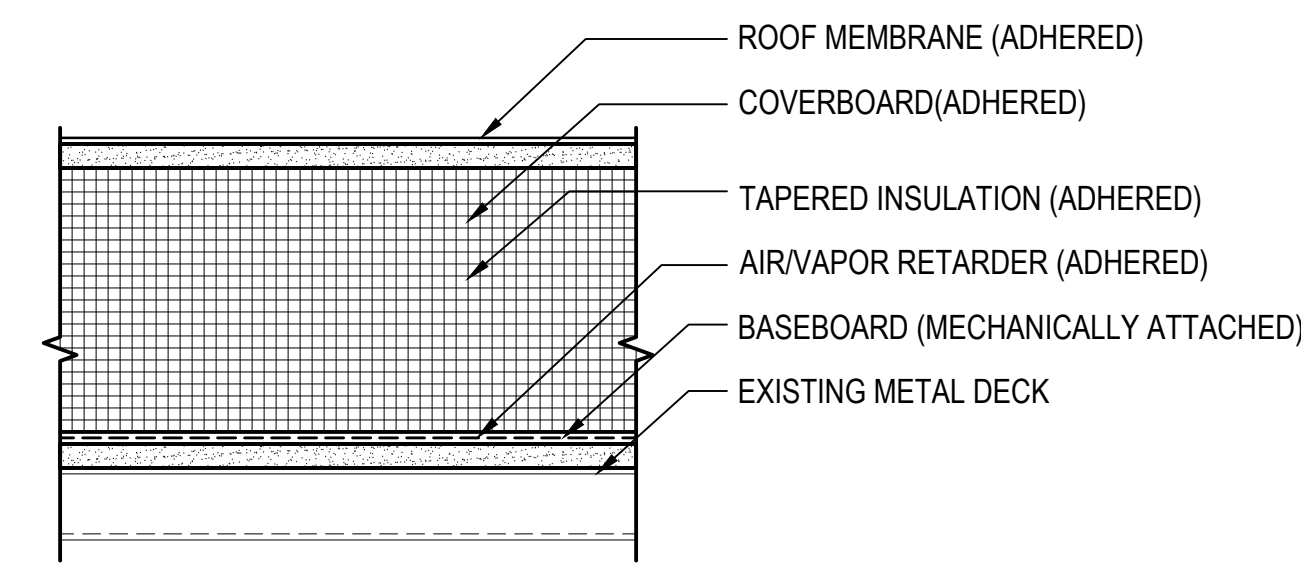 ROOF MEMBRANE (ADHERED)
COVERBOARD(ADHERED)
TAPERED INSULATION (ADHERED)
AIR/VAPOR RETARDER (ADHERED)
BASEBOARD (MECHANICALLY ATTACHED)
EXISTING METAL DECK